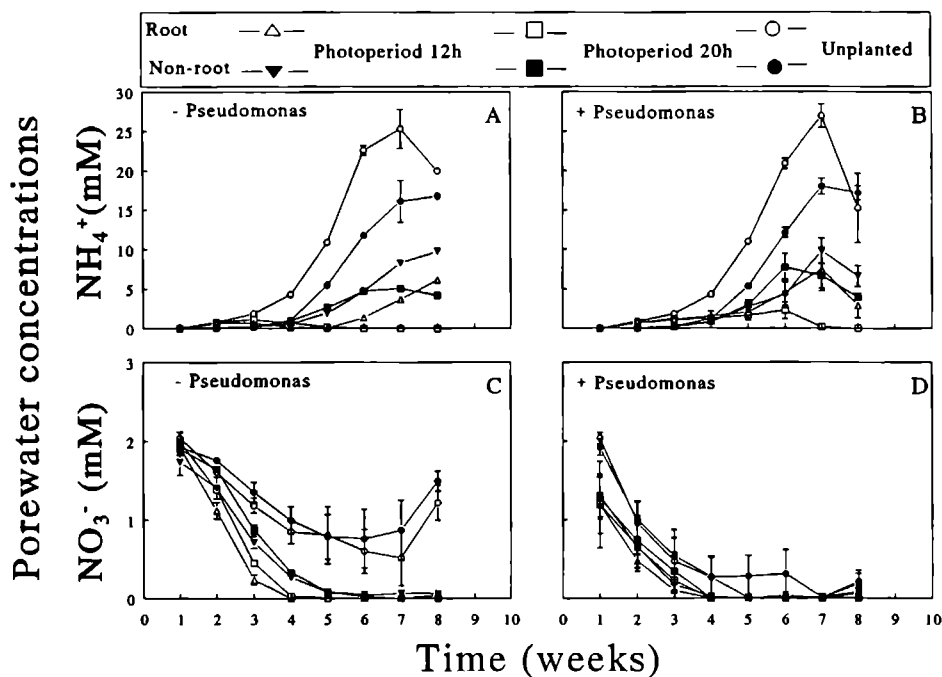 Root
Photoperiod 12h
Photoperiod 20h
Unplanted
Non-root
Porewater concentrations
NH₄⁺(mM)
NO₃⁻ (mM)
- Pseudomonas
A
+ Pseudomonas
B
30
25
20
15
10
5
0
- Pseudomonas
C
+ Pseudomonas
D
3
2
1
0
0 1 2 3 4 5 6 7 8 9 0 1 2 3 4 5 6 7 8 9 10
Time (weeks)